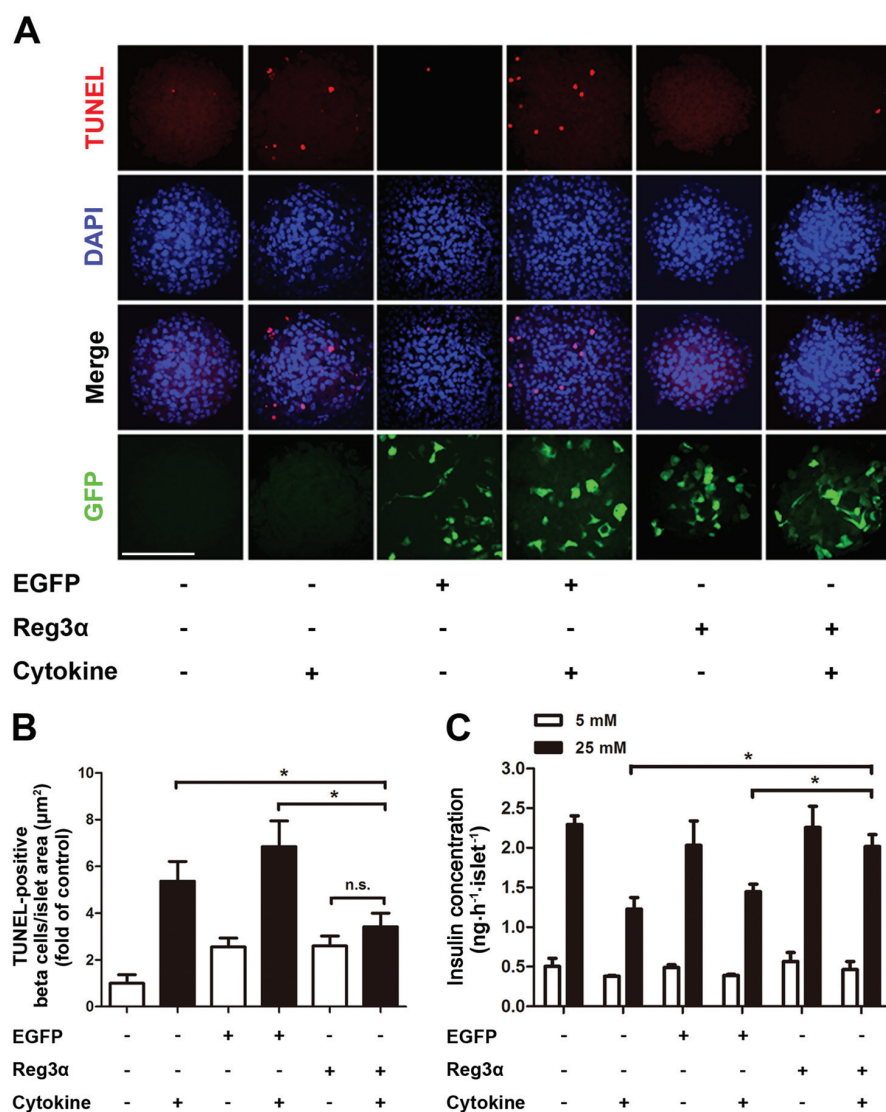 A
TUNEL
DAPI
Merge
GFP
EGFP - - + + - -
Reg3α - - - - + +
Cytokine - + - + - +
B
TUNEL-positive
beta cells/islet area (μm²)
(fold of control)
10
8
6
4
2
0
*
*
n.s.
EGFP - - + + - -
Reg3α - - - - + +
Cytokine - + - + - +
C
5 mM
25 mM
Insulin concentration
(ng·h⁻¹·islet⁻¹)
3.0
2.5
2.0
1.5
1.0
0.5
0.0
*
*
EGFP - - + + - -
Reg3α - - - - + +
Cytokine - + - + - +